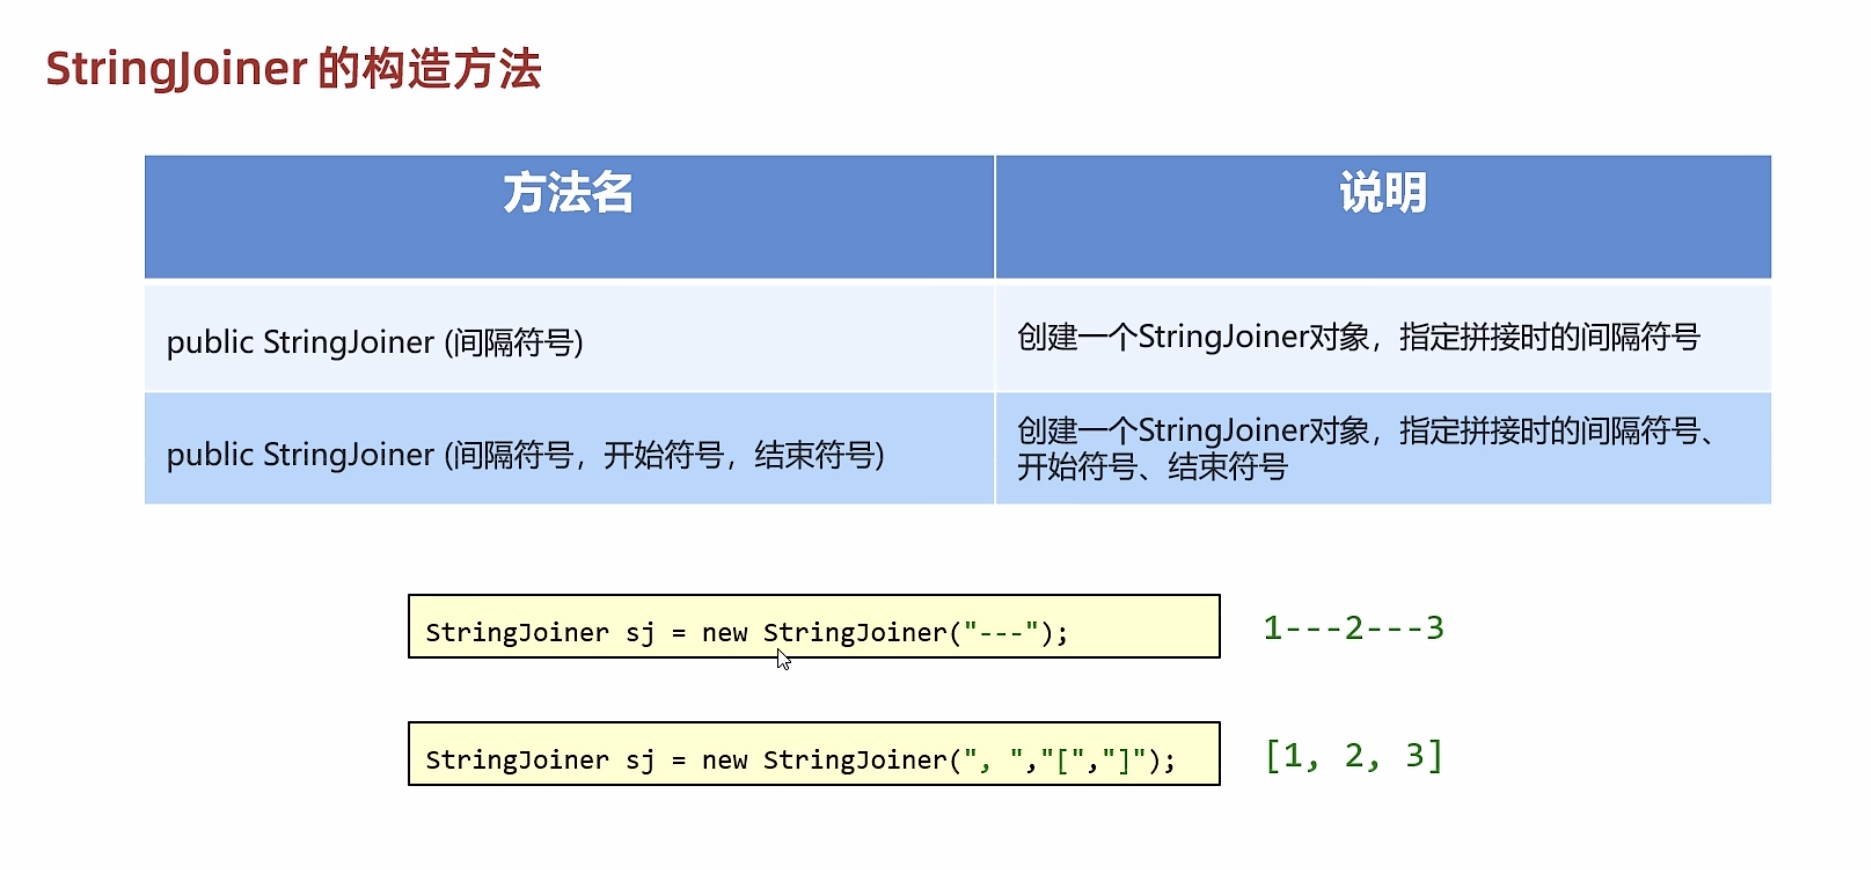 StringJoiner 的构造方法
方法名
说明
public StringJoiner (间隔符号)
创建一个StringJoiner对象，指定拼接时的间隔符号
public StringJoiner (间隔符号，开始符号，结束符号)
创建一个StringJoiner对象，指定拼接时的间隔符号、
开始符号、结束符号
StringJoiner sj = new StringJoiner("---");
1---2---3
StringJoiner sj = new StringJoiner(", ","[","]");
[1, 2, 3]